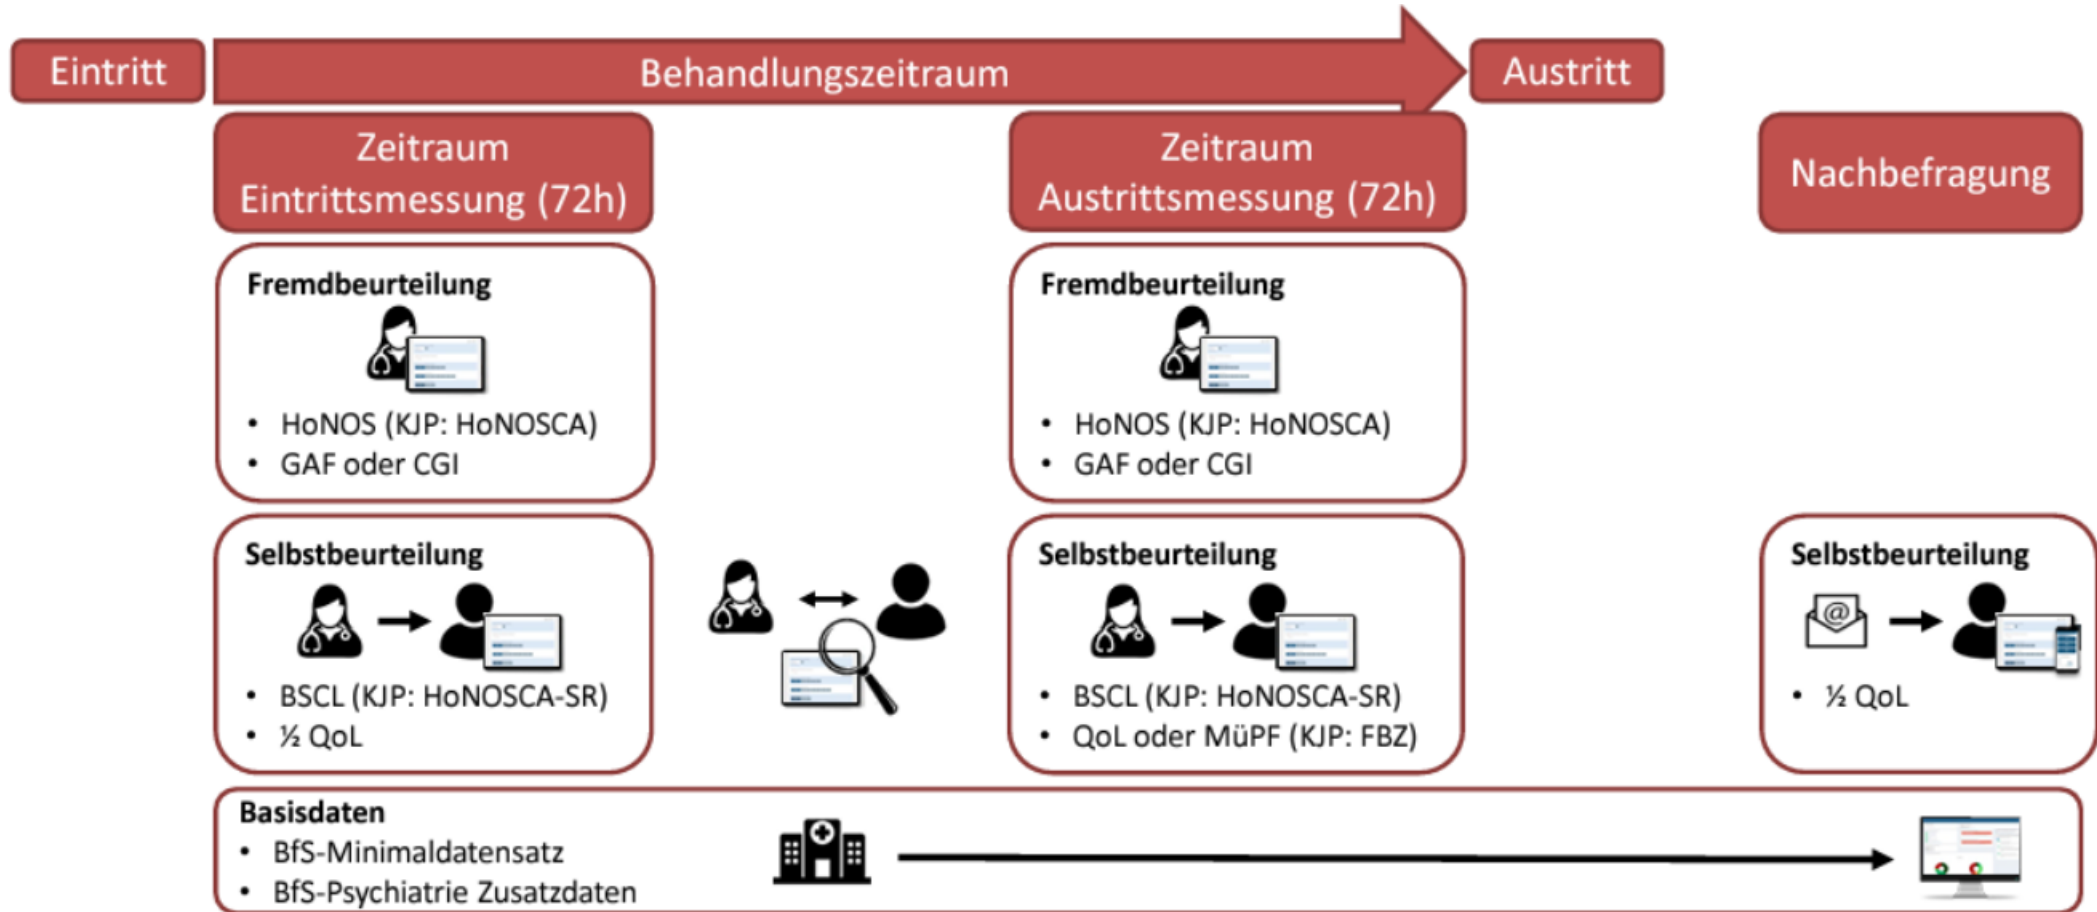 Eintritt
Behandlungszeitraum
Austritt
Zeitraum
Eintrittsmessung (72h)
Zeitraum
Austrittsmessung (72h)
Nachbefragung
Fremdbeurteilung
• HoNOS (KJP: HoNOSCA)
• GAF oder CGI
Fremdbeurteilung
• HoNOS (KJP: HoNOSCA)
• GAF oder CGI
Selbstbeurteilung
• BSCL (KJP: HoNOSCA-SR)
• ½ QoL
Selbstbeurteilung
• BSCL (KJP: HoNOSCA-SR)
• QoL oder MüPF (KJP: FBZ)
Selbstbeurteilung
@
• ½ QoL
Basisdaten
• BfS-Minimaldatensatz
• BfS-Psychiatrie Zusatzdaten